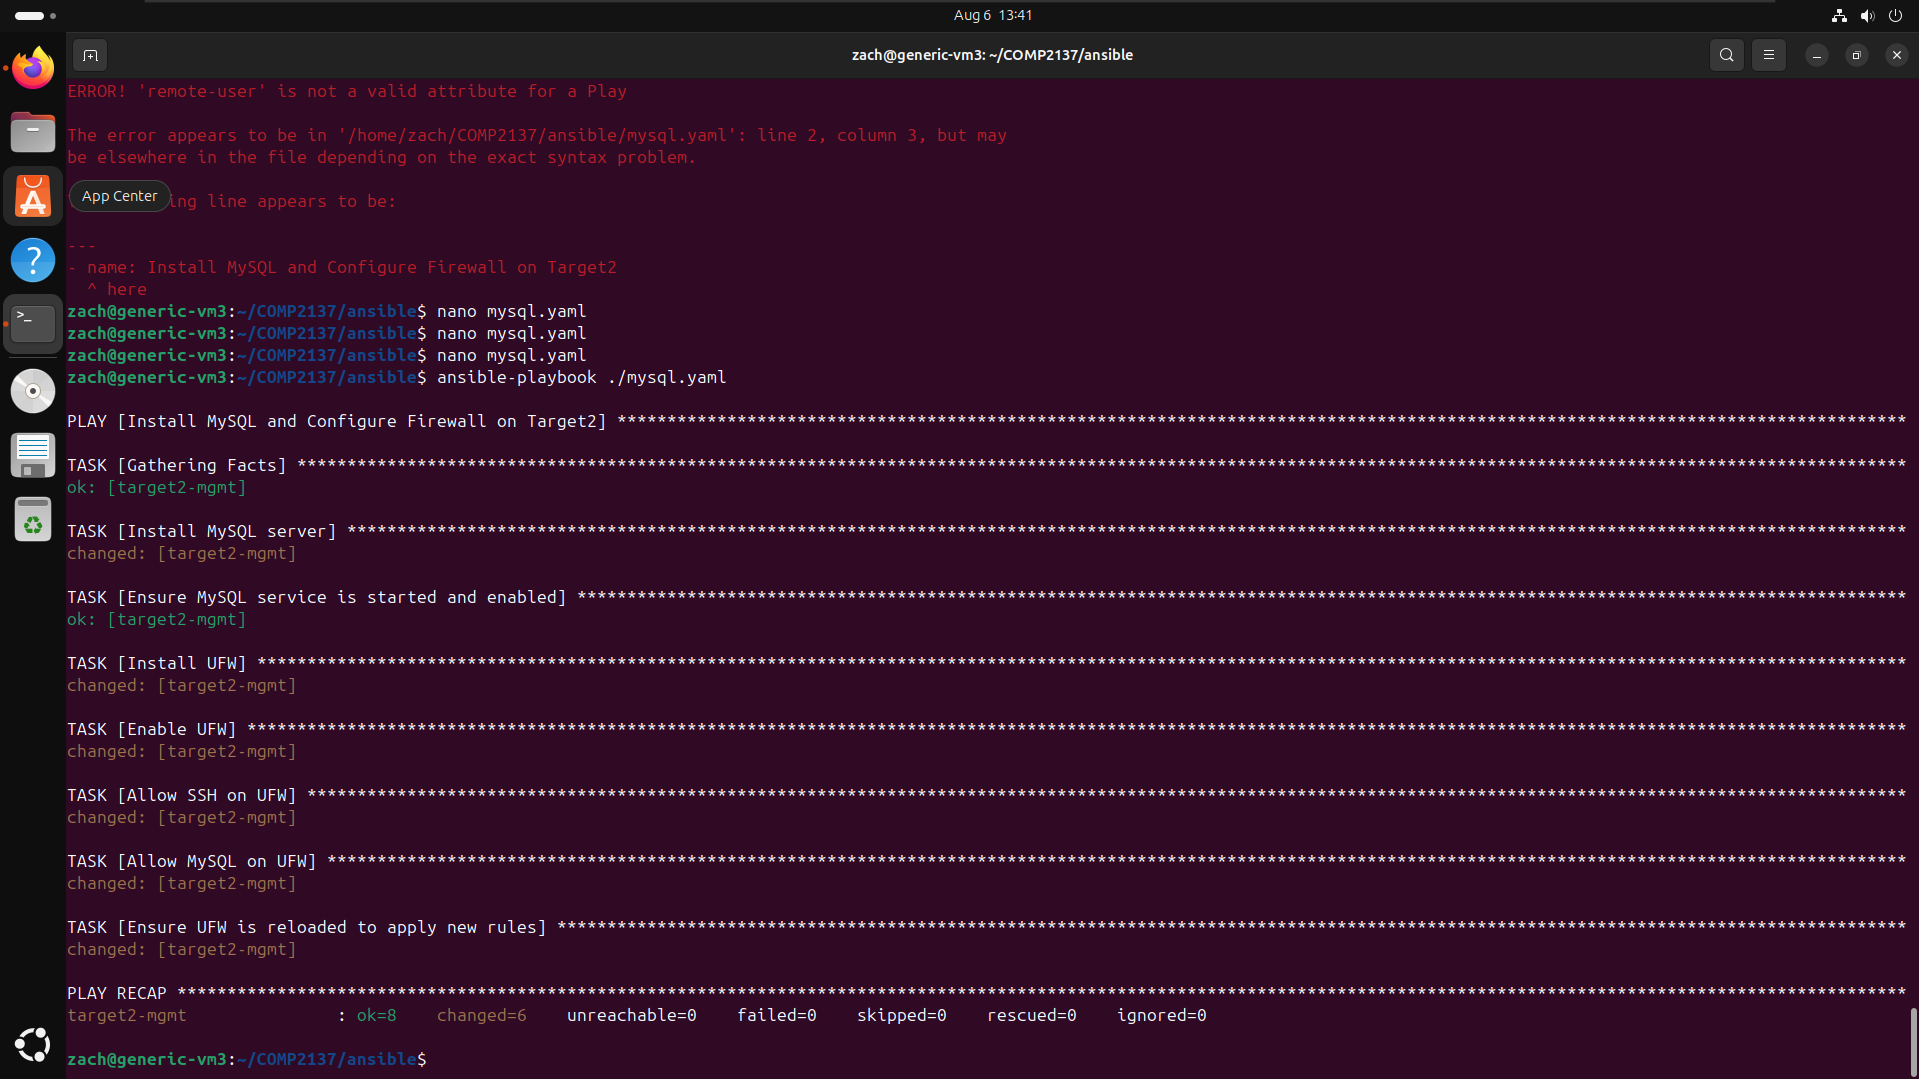 Aug 6 13:41
zach@generic-vm3: ~/COMP2137/ansible
ERROR! 'remote-user' is not a valid attribute for a Play
The error appears to be in '/home/zach/COMP2137/ansible/mysql.yaml': line 2, column 3, but may
be elsewhere in the file depending on the exact syntax problem.
App Center
ing line appears to be:
---
- name: Install MySQL and Configure Firewall on Target2
^ here
zach@generic-vm3:~/COMP2137/ansible$ nano mysql.yaml
zach@generic-vm3:~/COMP2137/ansible$ nano mysql.yaml
zach@generic-vm3:~/COMP2137/ansible$ nano mysql.yaml
zach@generic-vm3:~/COMP2137/ansible$ ansible-playbook ./mysql.yaml
PLAY [Install MySQL and Configure Firewall on Target2] *********************************************************************************************************************************
TASK [Gathering Facts] *****************************************************************************************************************************************************************
ok: [target2-mgmt]
TASK [Install MySQL server] ************************************************************************************************************************************************************
changed: [target2-mgmt]
TASK [Ensure MySQL service is started and enabled] *************************************************************************************************************************************
ok: [target2-mgmt]
TASK [Install UFW] *********************************************************************************************************************************************************************
changed: [target2-mgmt]
TASK [Enable UFW] **********************************************************************************************************************************************************************
changed: [target2-mgmt]
TASK [Allow SSH on UFW] ****************************************************************************************************************************************************************
changed: [target2-mgmt]
TASK [Allow MySQL on UFW] **************************************************************************************************************************************************************
changed: [target2-mgmt]
TASK [Ensure UFW is reloaded to apply new rules] ***************************************************************************************************************************************
changed: [target2-mgmt]
PLAY RECAP *****************************************************************************************************************************************************************************
target2-mgmt : ok=8 changed=6 unreachable=0 failed=0 skipped=0 rescued=0 ignored=0
zach@generic-vm3:~/COMP2137/ansible$